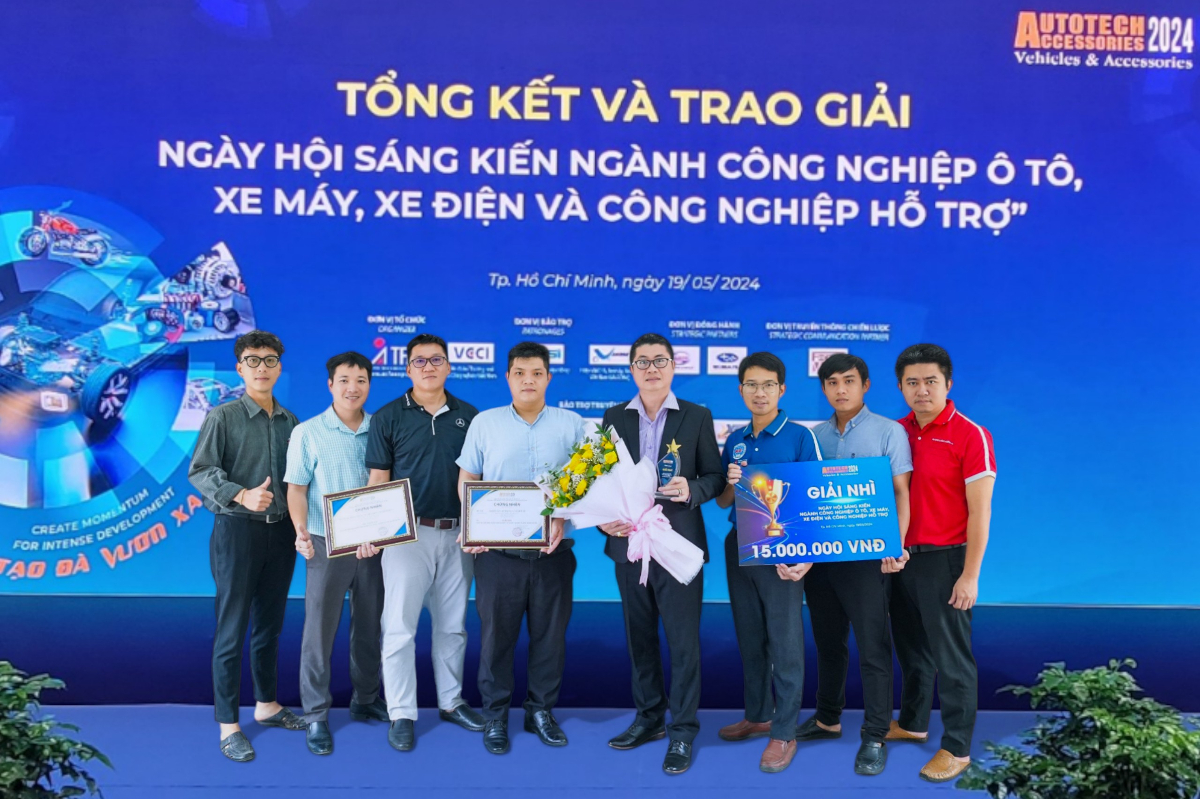 AUTOTECH
ACCESSORIES 2024
Vehicles & Accessories
TỔNG KẾT VÀ TRAO GIẢI
NGÀY HỘI SÁNG KIẾN NGÀNH CÔNG NGHIỆP Ô TÔ,
XE MÁY, XE ĐIỆN VÀ CÔNG NGHIỆP HỖ TRỢ”
Tp. Hồ Chí Minh, ngày 19/ 05/ 2024
ĐƠN VỊ TỔ CHỨC
ORGANIZER
ĐƠN VỊ BẢO TRỢ
PATRONAGES
ĐƠN VỊ ĐỒNG HÀNH
STRATEGIC PARTNERS
ĐƠN VỊ TRUYỀN THÔNG CHIẾN LƯỢC
STRATEGIC COMMUNICATION PARTNER
VCCI
BẢO TRỢ TRUYỀN
CREATE MOMENTUM
FOR INTENSE DEVELOPMENT
TẠO ĐÀ VƯƠN XA
GIẢI NHÌ
NGÀY HỘI SÁNG KIẾN
NGÀNH CÔNG NGHIỆP Ô TÔ, XE MÁY,
XE ĐIỆN VÀ CÔNG NGHIỆP HỖ TRỢ
15.000.000 VNĐ